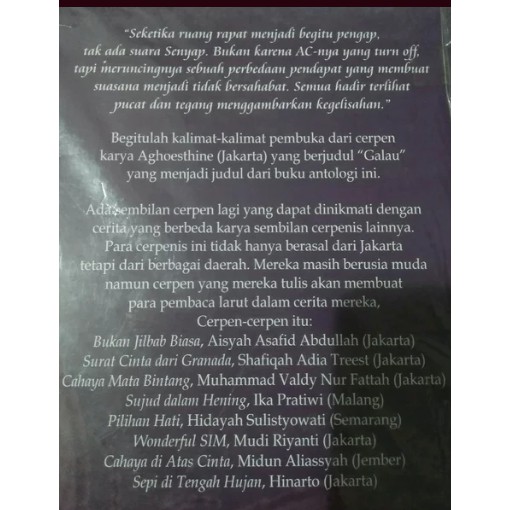 "Seketika ruang rapat menjadi begitu pengap,
tak ada suara Senyap. Bukan karena AC-nya yang turn off,
tapi meruncingnya sebuah perbedaan pendapat yang membuat
suasana menjadi tidak bersahabat. Semua hadir terlihat
pucat dan tegang menggambarkan kegelisahan."
Begitulah kalimat-kalimat pembuka dari cerpen
karya Aghoesthine (Jakarta) yang berjudul "Galau"
yang menjadi judul dari buku antologi ini.
Ada sembilan cerpen lagi yang dapat dinikmati dengan
cerita yang berbeda karya sembilan cerpenis lainnya.
Para cerpenis ini tidak hanya berasal dari Jakarta
tetapi dari berbagai daerah. Mereka masih berusia muda
namun cerpen yang mereka tulis akan membuat
para pembaca larut dalam cerita mereka,
Cerpen-cerpen itu:
Bukan Jilbab Biasa, Aisyah Asafid Abdullah (Jakarta)
Surat Cinta dari Granada, Shafiqah Adia Treest (Jakarta)
Cahaya Mata Bintang, Muhammad Valdy Nur Fattah (Jakarta)
Sujud dalam Hening, Ika Pratiwi (Malang)
Pilihan Hati, Hidayah Sulistyowati (Semarang)
Wonderful SIM, Mudi Riyanti (Jakarta)
Cahaya di Atas Cinta, Midun Aliassyah (Jember)
Sepi di Tengah Hujan, Hinarto (Jakarta)